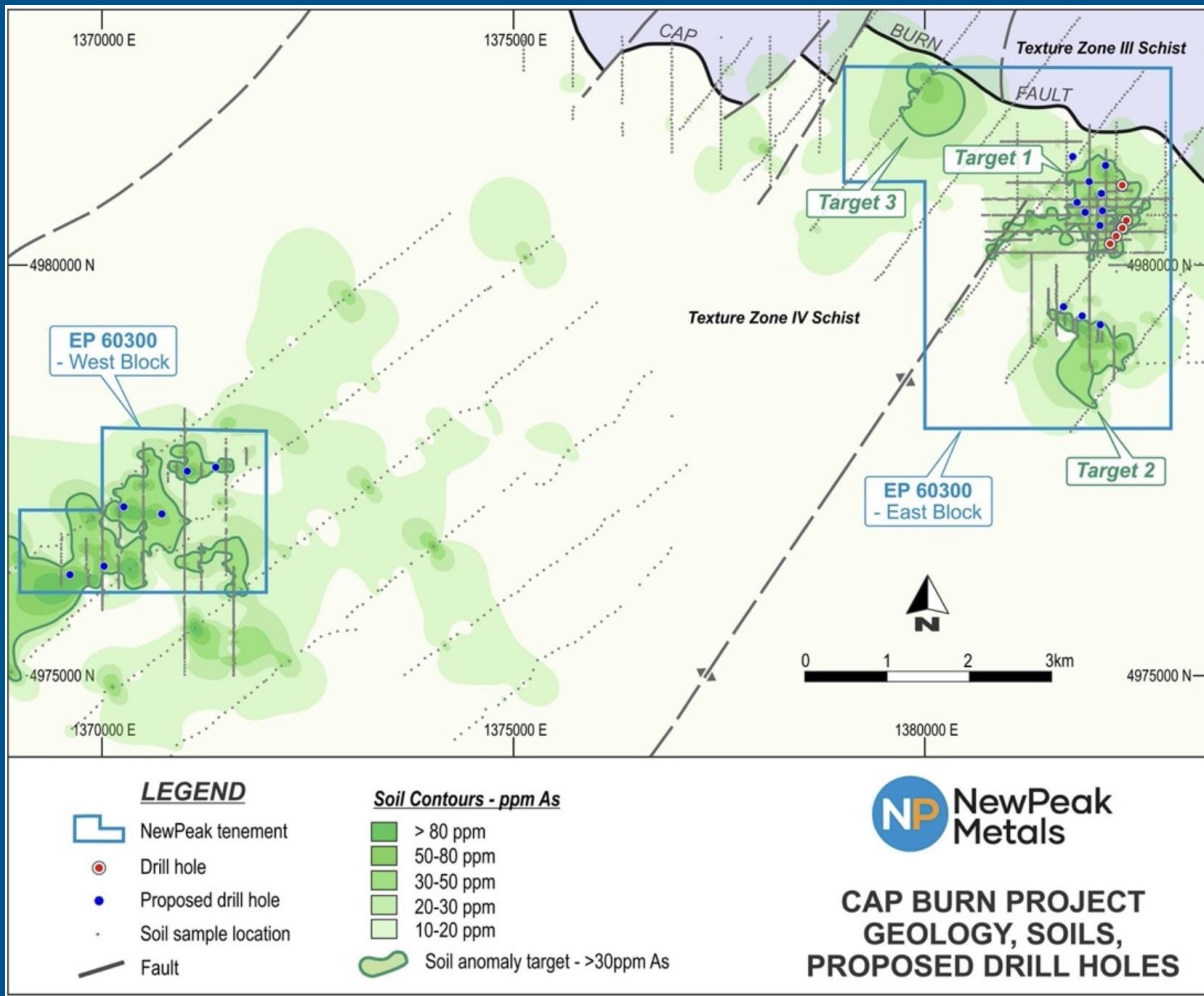 1370000 E
1375000 E
CAP
BURN
FAULT
Texture Zone III Schist
Target 1
Target 3
4980000 N
4980000 N
Texture Zone IV Schist
EP 60300
- West Block
Target 2
EP 60300
- East Block
N
0 1 2 3km
4975000 N
4975000 N
1370000 E
1375000 E
1380000 E
LEGEND
NewPeak tenement
Drill hole
Proposed drill hole
Soil sample location
Fault
Soil Contours - ppm As
> 80 ppm
50-80 ppm
30-50 ppm
20-30 ppm
10-20 ppm
Soil anomaly target - >30ppm As
NP
NewPeak
Metals
CAP BURN PROJECT
GEOLOGY, SOILS,
PROPOSED DRILL HOLES